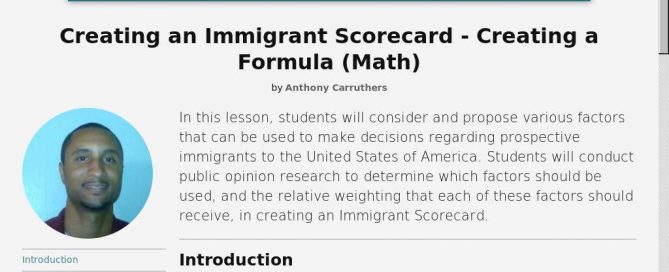 Creating an Immigrant Scorecard - Creating a
Formula (Math)
by Anthony Carruthers
In this lesson, students will consider and propose various factors
that can be used to make decisions regarding prospective
immigrants to the United States of America. Students will conduct
public opinion research to determine which factors should be
used, and the relative weighting that each of these factors should
receive, in creating an Immigrant Scorecard.
Introduction
Introduction